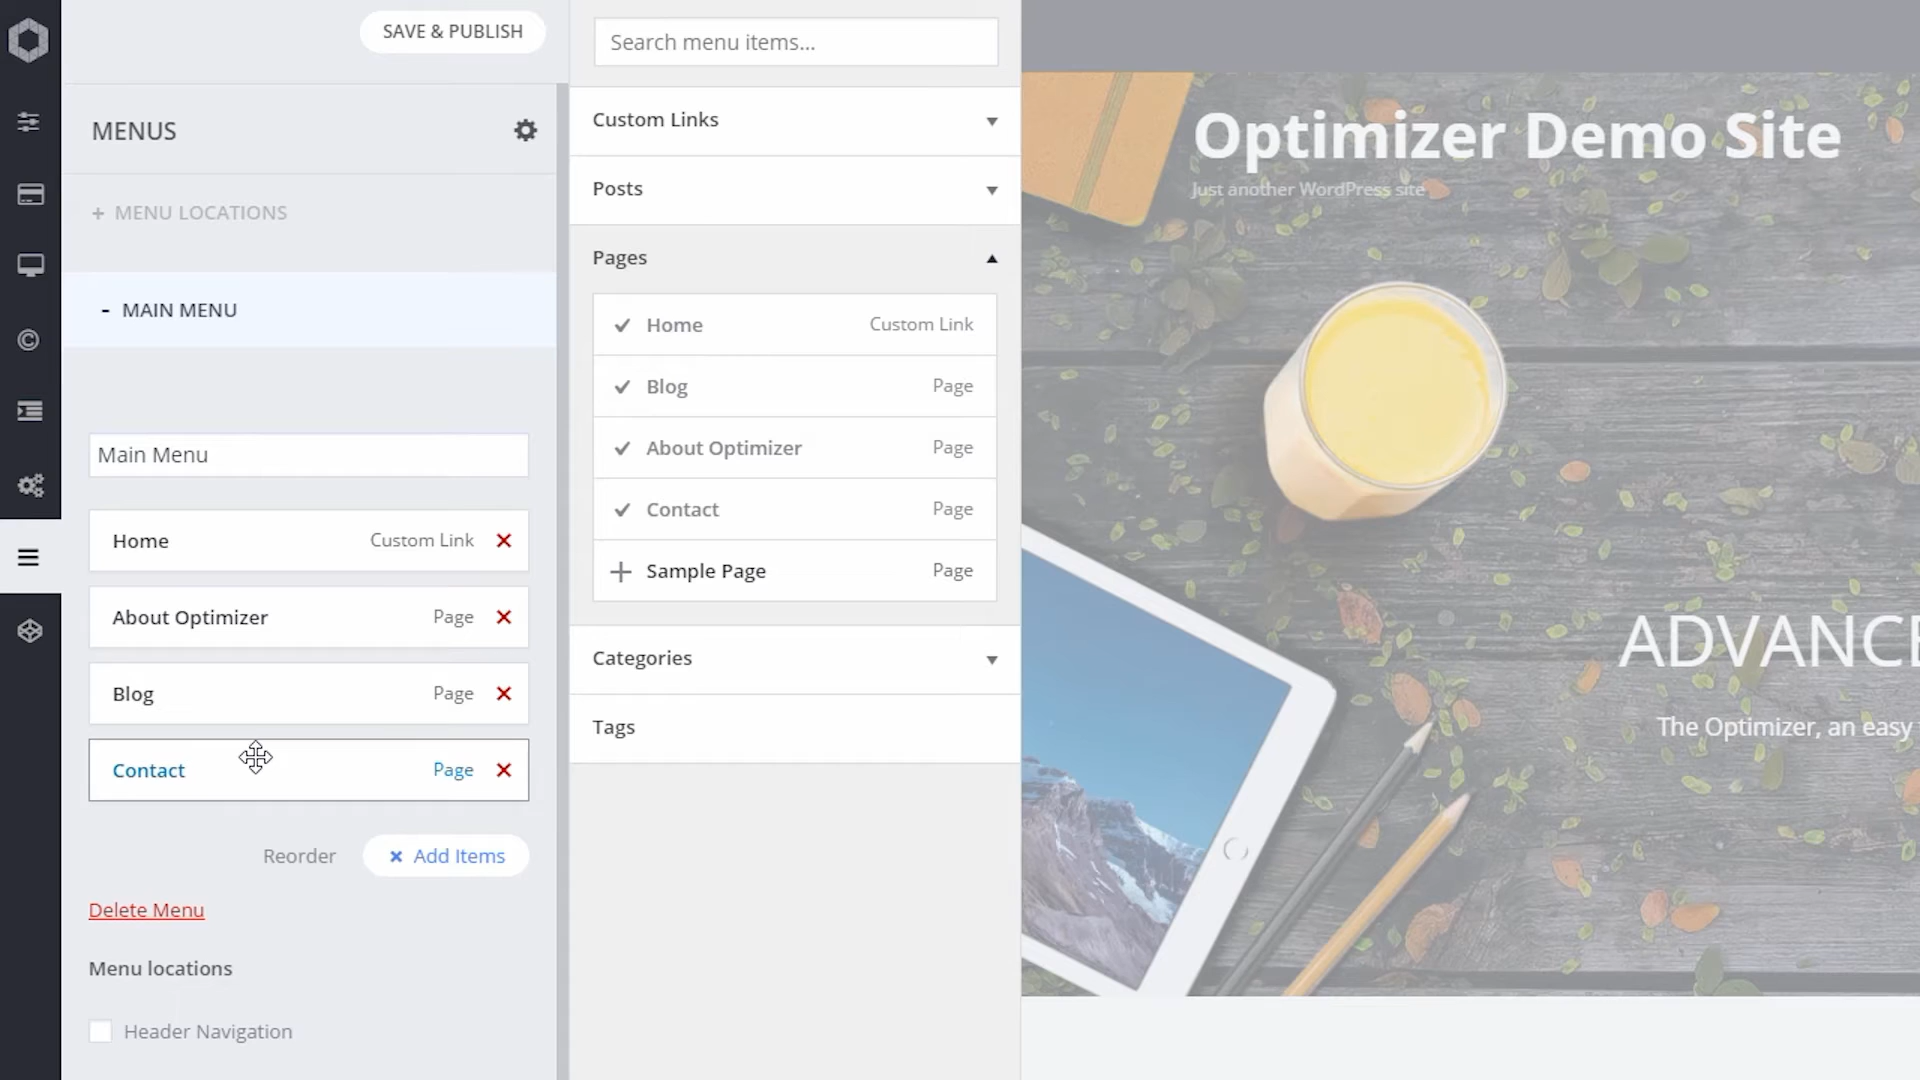 SAVE & PUBLISH
MENUS
+ MENU LOCATIONS
- MAIN MENU
Main Menu
Home Custom Link
About Optimizer Page
Blog Page
Contact Page
Reorder
Add Items
Delete Menu
Menu locations
Header Navigation
Search menu items...
Custom Links
Posts
Pages
Home Custom Link
Blog Page
About Optimizer Page
Contact Page
Sample Page Page
Categories
Tags
Optimizer Demo Site
Just another WordPress site
ADVANCE
The Optimizer, an easy